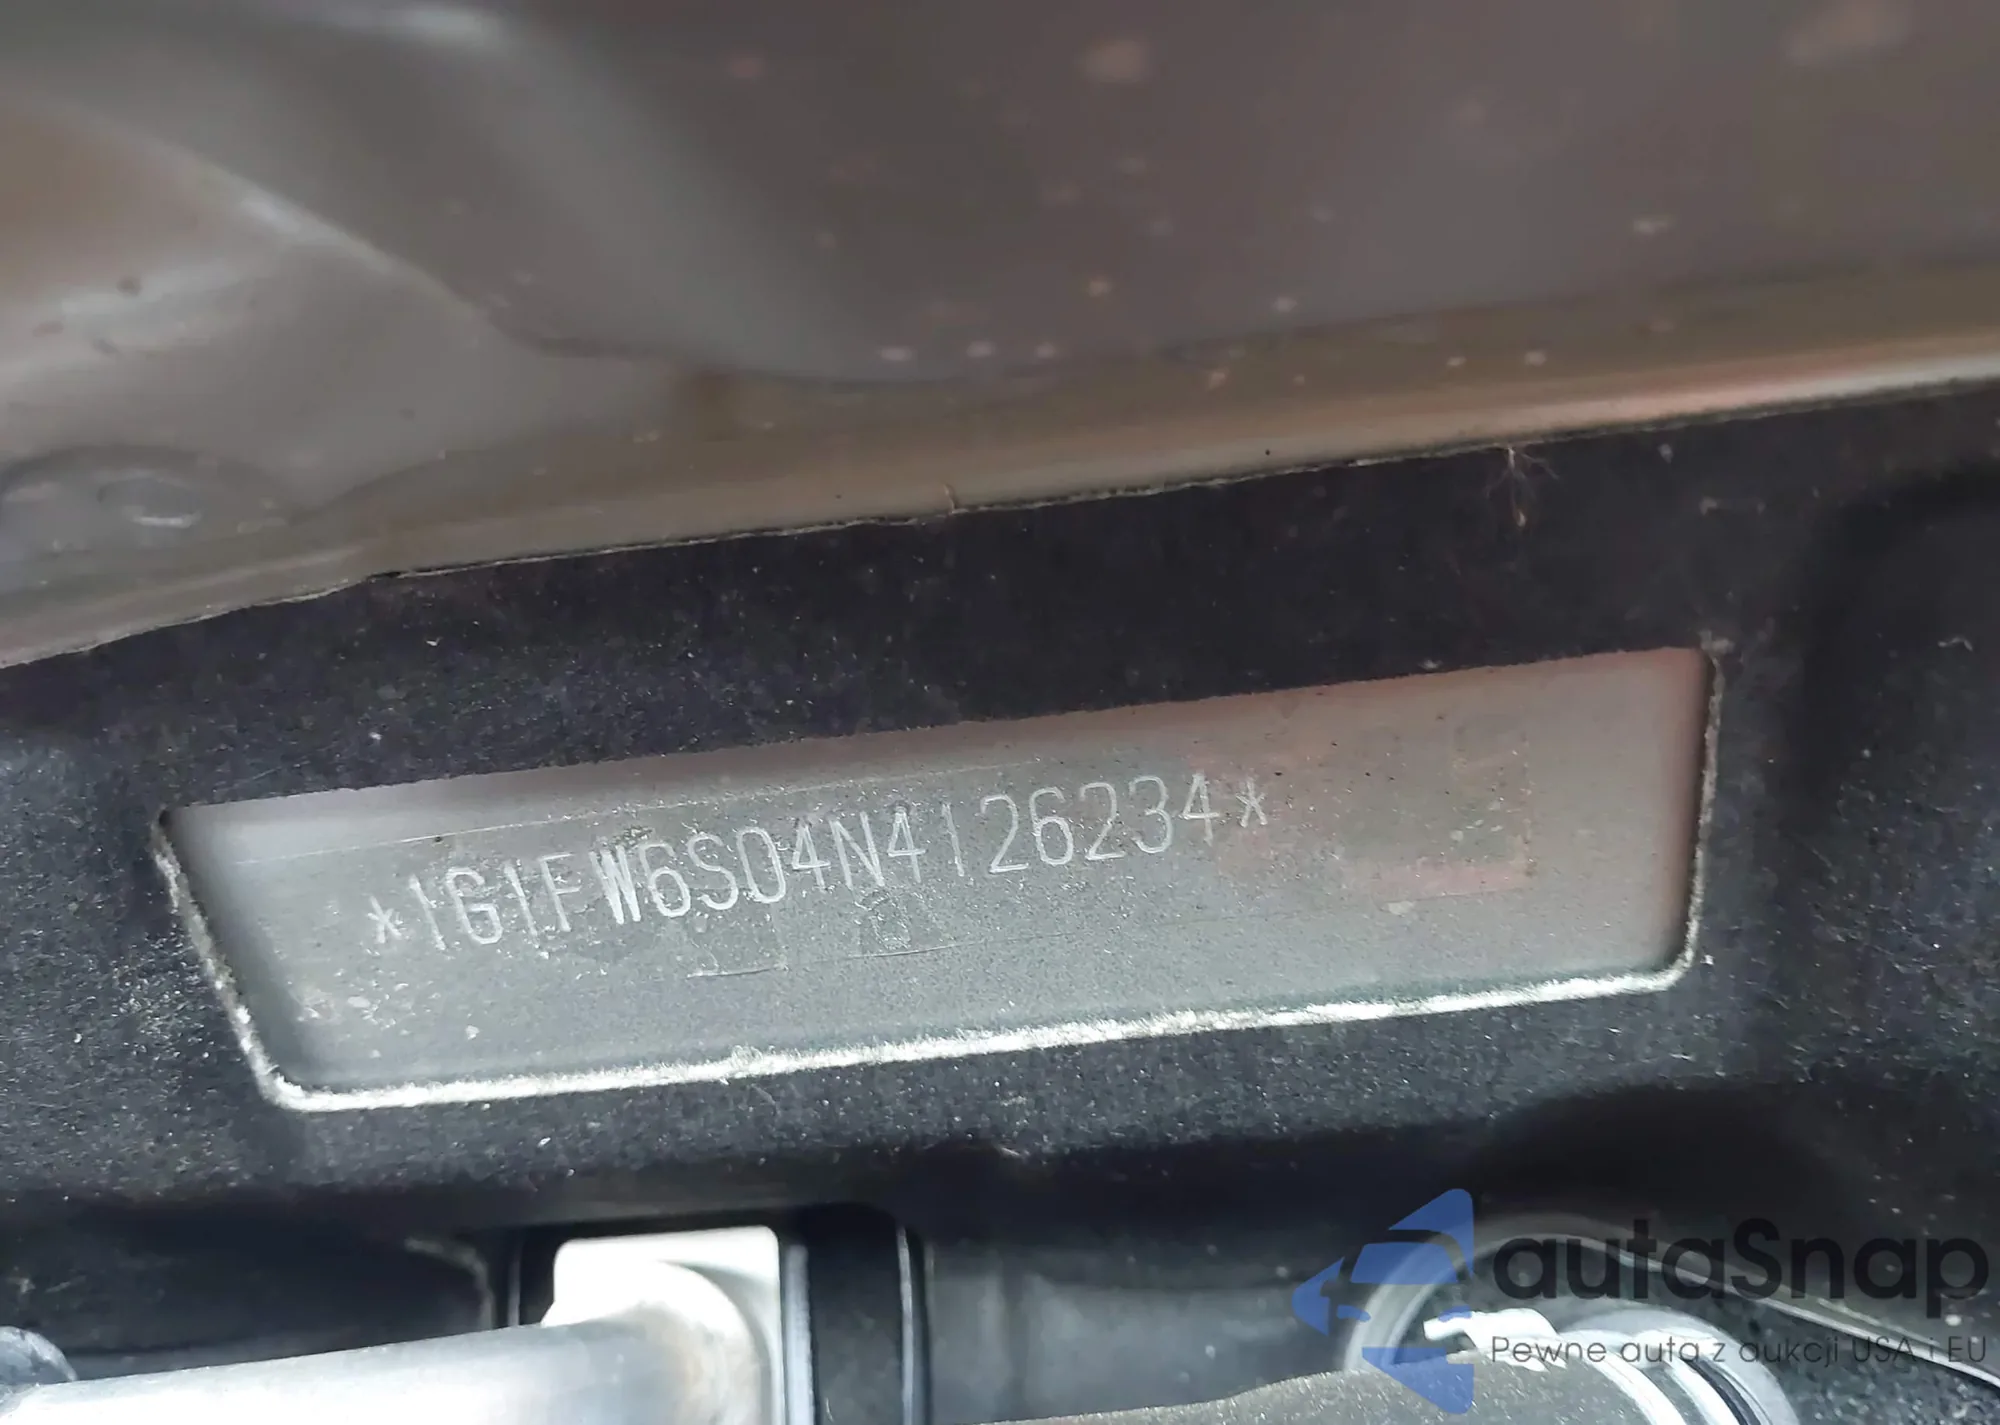 *1G1FW6S04N4126234*
autaSnap
Pewne auta z aukcji USA i EU